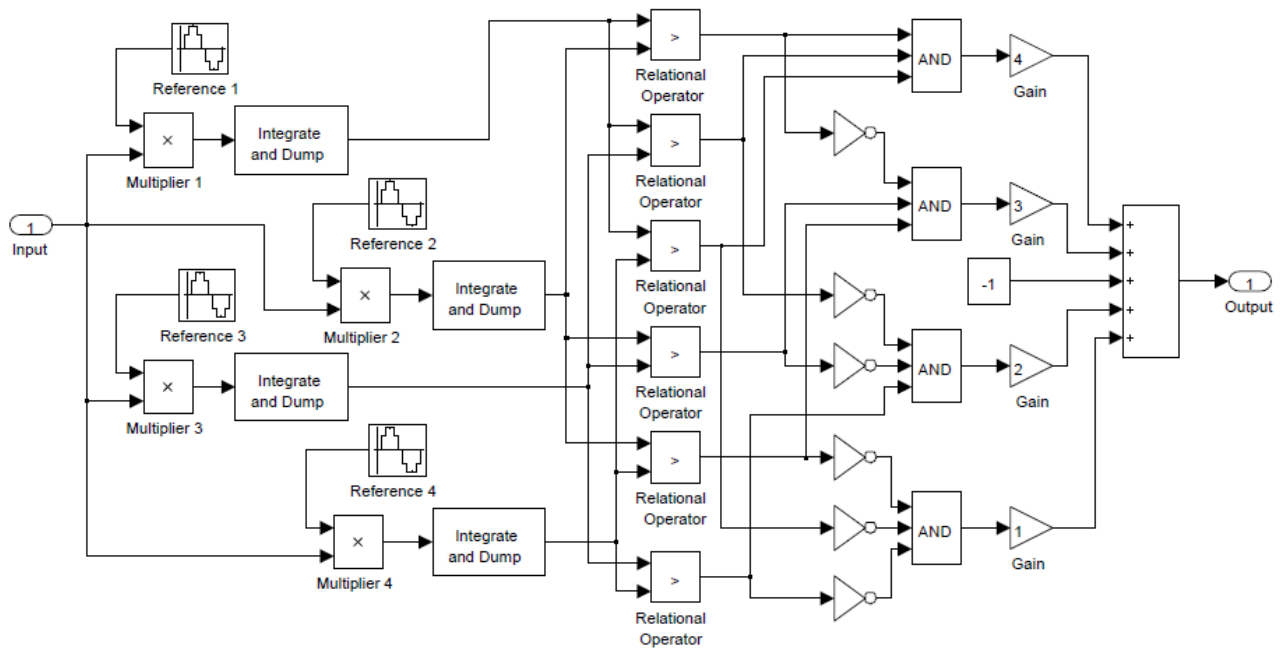 Reference 1
×
Multiplier 1
Integrate
and Dump
1
Input
Reference 2
×
Multiplier 2
Integrate
and Dump
Reference 3
×
Multiplier 3
Integrate
and Dump
Reference 4
×
Multiplier 4
Integrate
and Dump
>
Relational
Operator
>
Relational
Operator
>
Relational
Operator
>
Relational
Operator
>
Relational
Operator
>
Relational
Operator
AND
4
Gain
AND
3
Gain
-1
AND
2
Gain
AND
1
Gain
+
+
+
+
+
1
Output